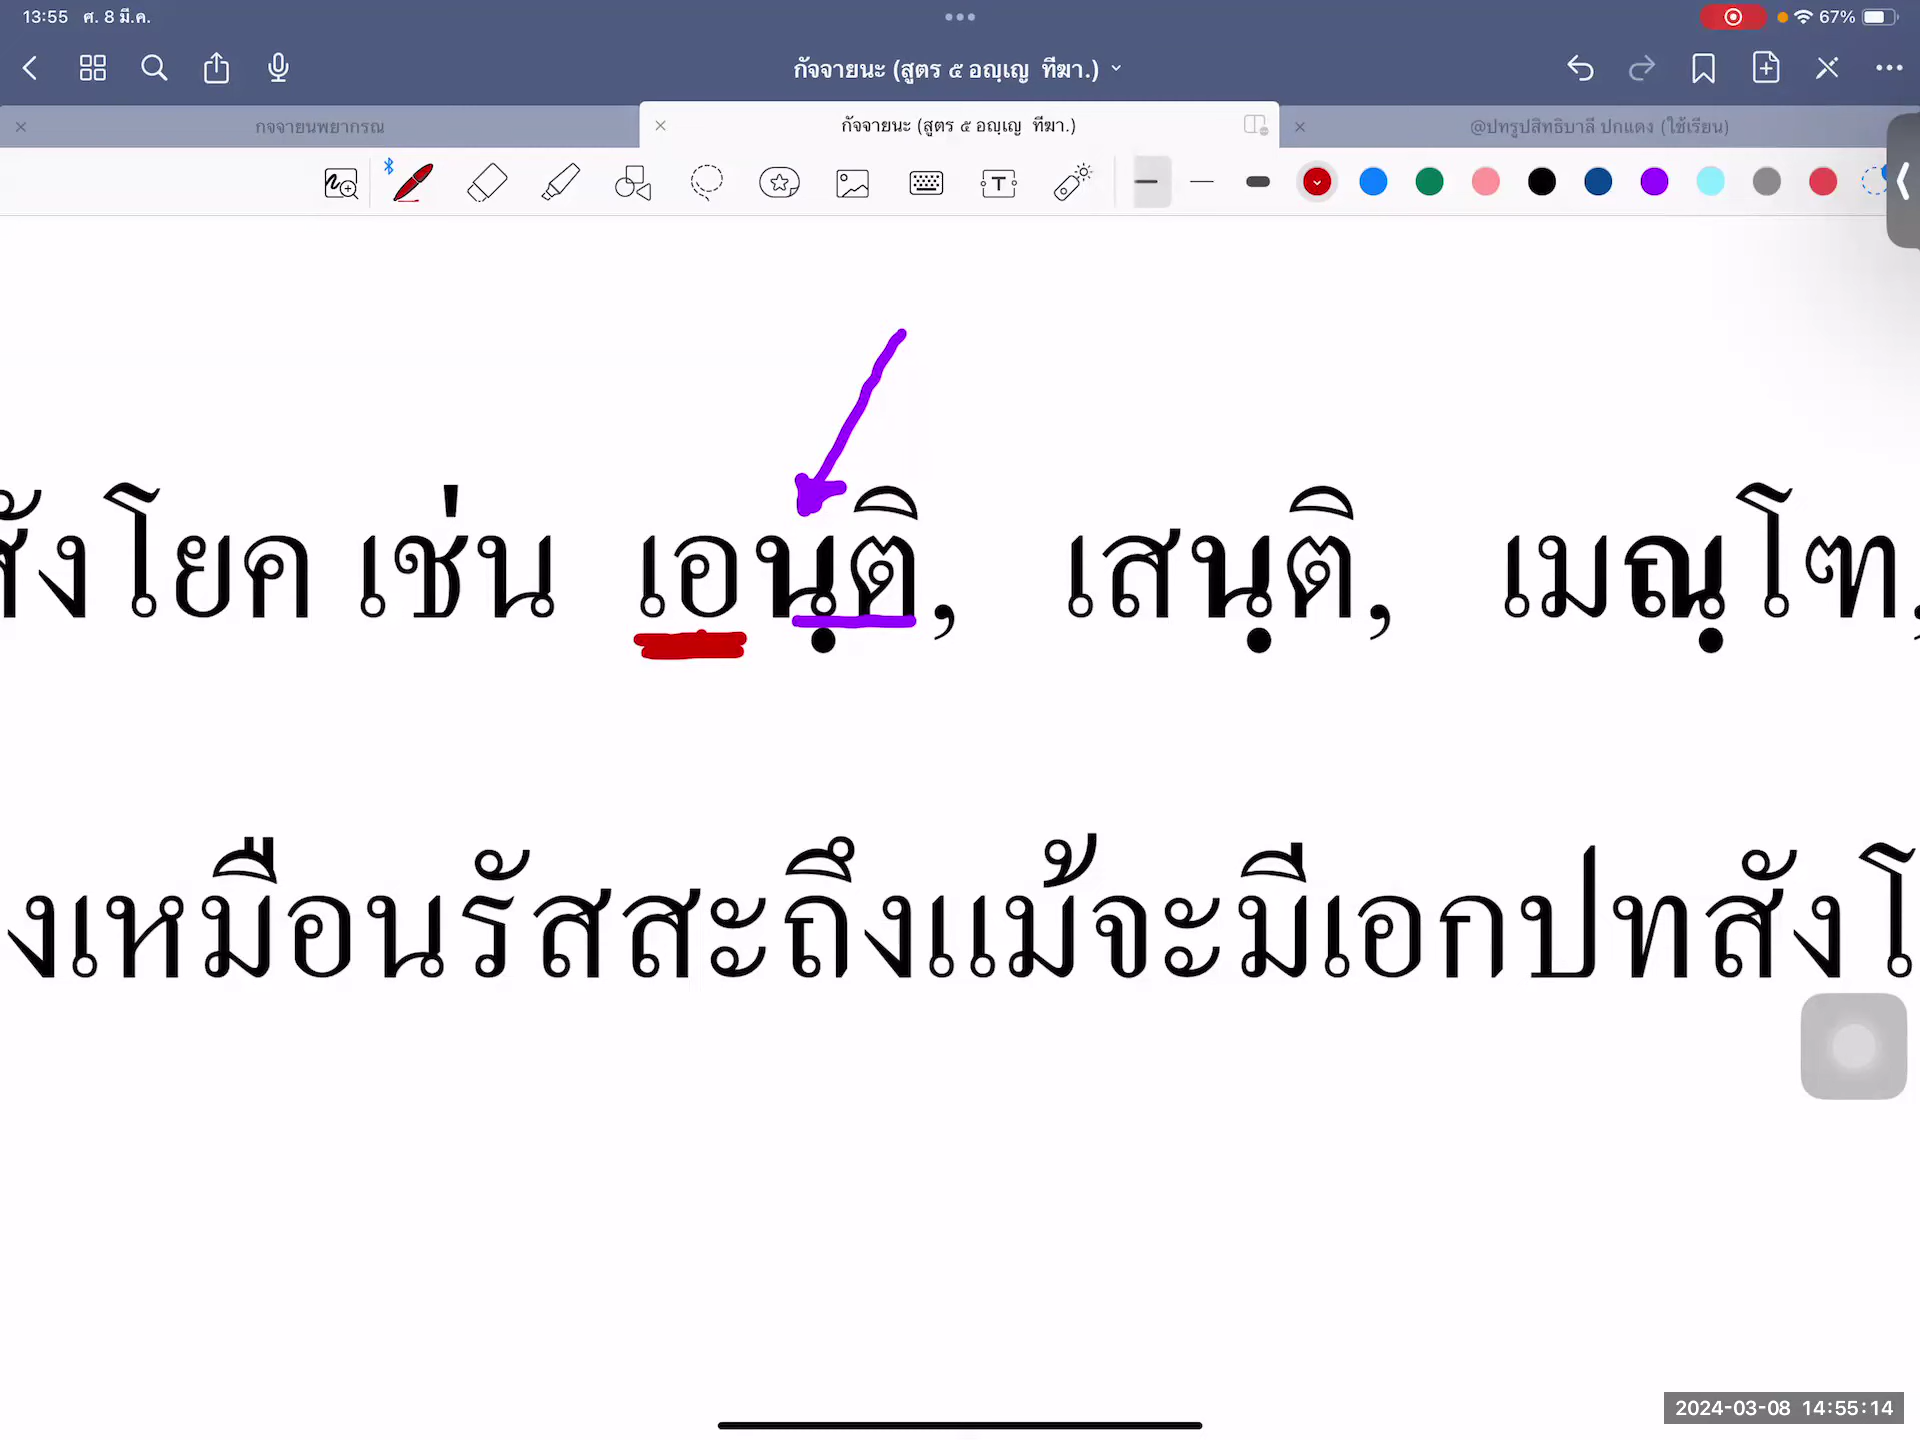 13:55 ศ. 8 มี.ค.
67%
กัจจายนะ (สูตร ๕ อญฺเญ ทีฆา.)
กจจายนพยากรณ
กัจจายนะ (สูตร ๕ อญฺเญ ทีฆา.)
@ปทรูปสิทธิบาลี ปกแดง (ใช้เรียน)
สังโยค เช่น เอนฺติ, เสนฺติ, เมณฺโฑ,
งเหมือนรัสสะถึงแม้จะมีเอกปทสังโ
2024-03-08 14:55:14